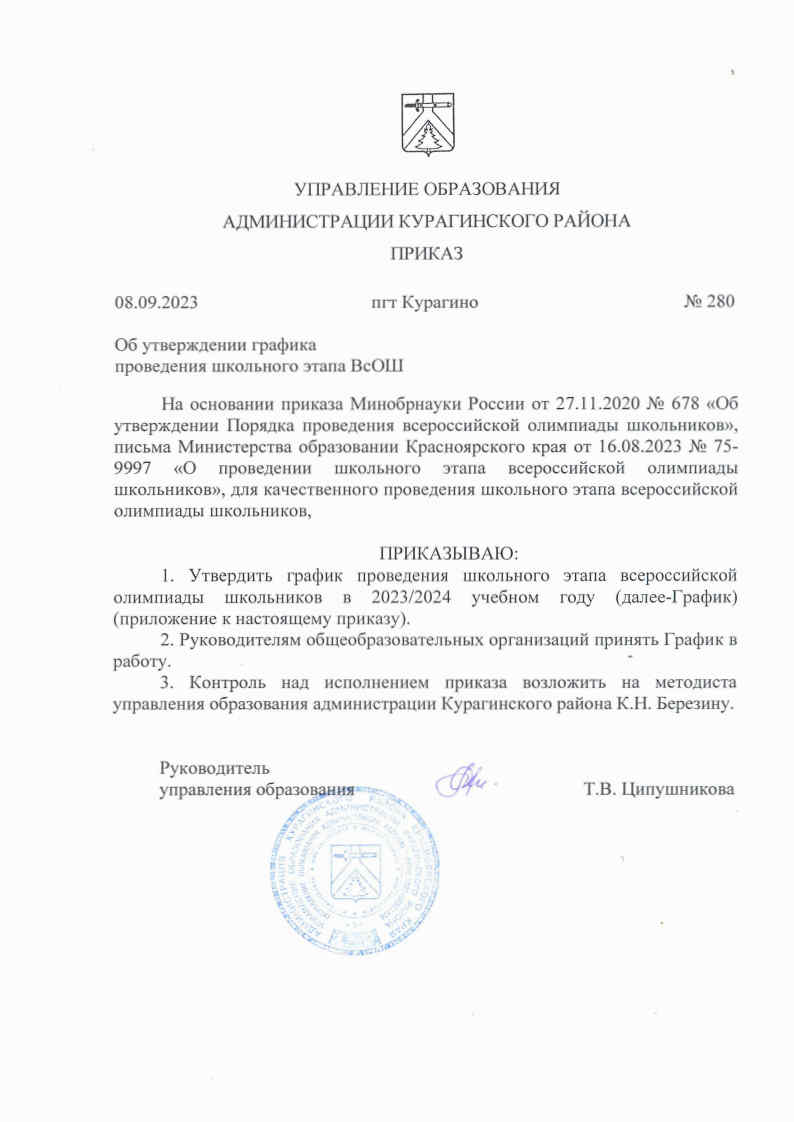 УПРАВЛЕНИЕ ОБРАЗОВАНИЯ
АДМИНИСТРАЦИИ КУРАГИНСКОГО РАЙОНА
ПРИКАЗ
08.09.2023 пгт Курагино № 280
Об утверждении графика
проведения школьного этапа ВсОШ
На основании приказа Минобрнауки России от 27.11.2020 № 678 «Об
утверждении Порядка проведения всероссийской олимпиады школьников»,
письма Министерства образовании Красноярского края от 16.08.2023 № 75-
9997 «О проведении школьного этапа всероссийской олимпиады
школьников», для качественного проведения школьного этапа всероссийской
олимпиады школьников,
ПРИКАЗЫВАЮ:
1. Утвердить график проведения школьного этапа всероссийской
олимпиады школьников в 2023/2024 учебном году (далее-График)
(приложение к настоящему приказу).
2. Руководителям общеобразовательных организаций принять График в
работу.
3. Контроль над исполнением приказа возложить на методиста
управления образования администрации Курагинского района К.Н. Березину.
Руководитель
управления образования Т.В. Ципушникова
АДМИНИСТРАЦИЯ КУРАГИНСКОГО РАЙОНА КРАСНОЯРСКОГО КРАЯ